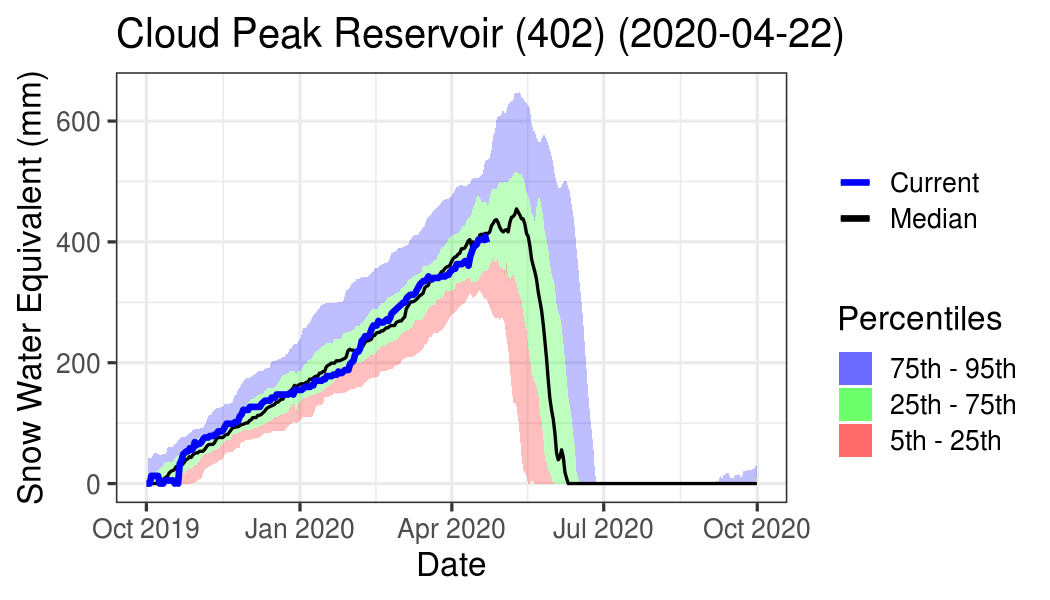 Cloud Peak Reservoir (402) (2020-04-22)
Snow Water Equivalent (mm)
600
400
200
0
Oct 2019
Jan 2020
Apr 2020
Jul 2020
Oct 2020
Date
Current
Median
Percentiles
75th - 95th
25th - 75th
5th - 25th